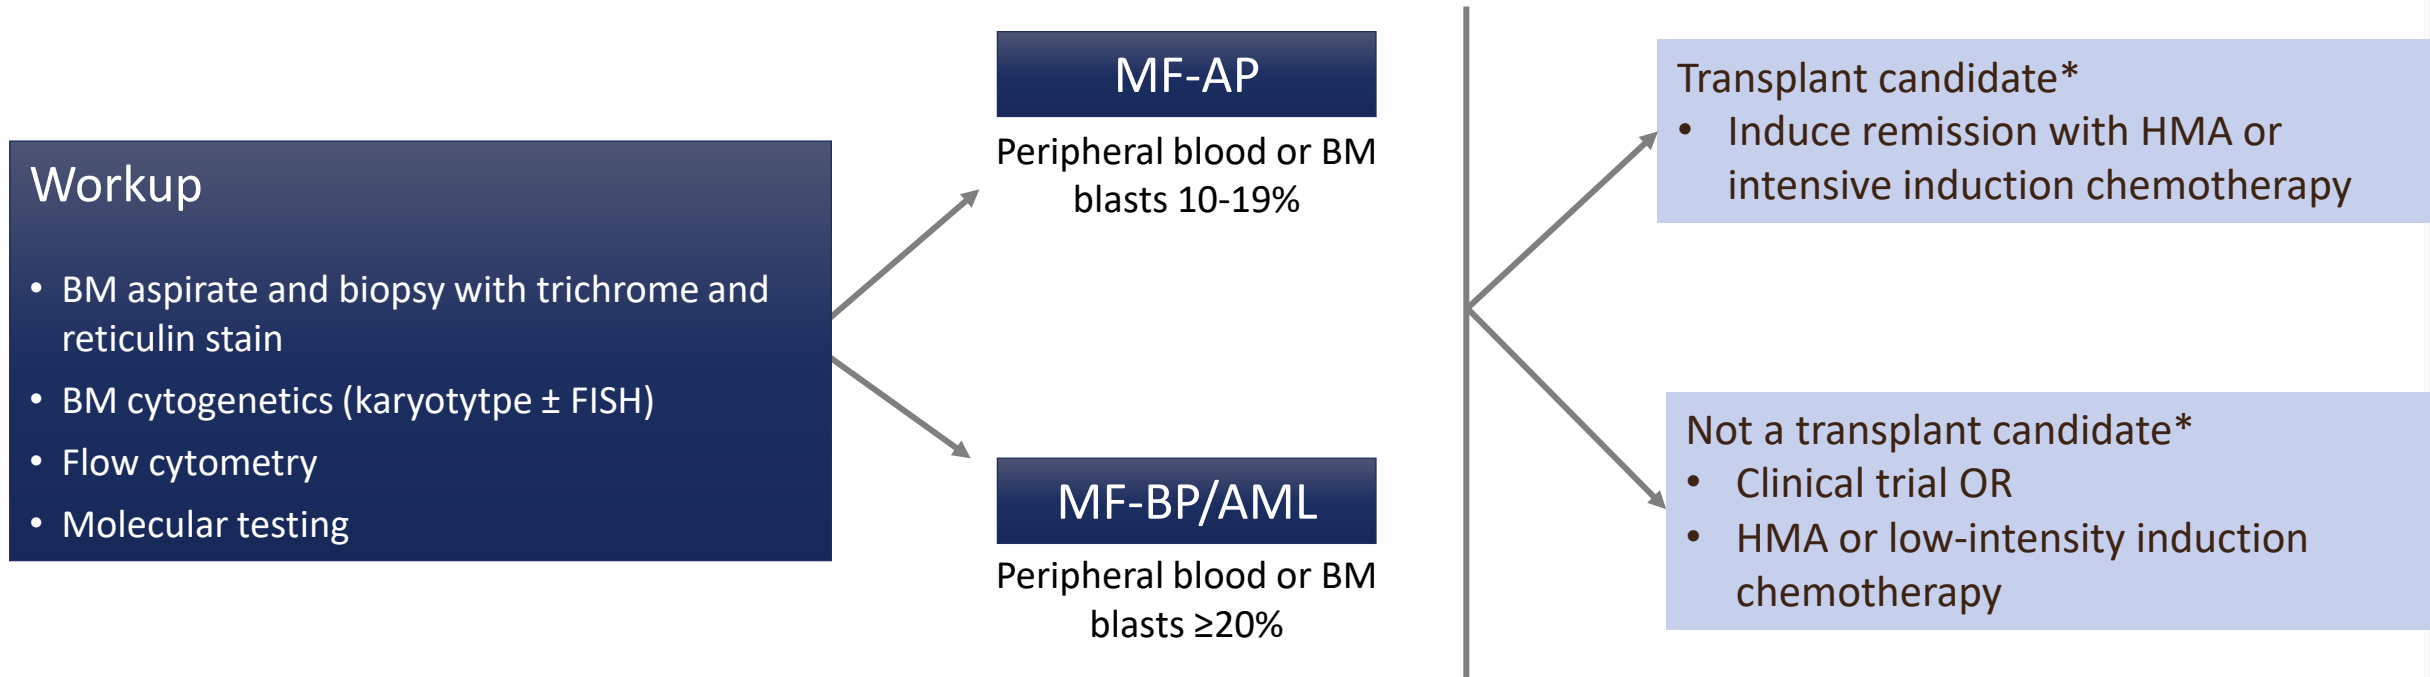 Workup
• BM aspirate and biopsy with trichrome and
reticulin stain
• BM cytogenetics (karyotytpe ± FISH)
• Flow cytometry
• Molecular testing
MF-AP
Peripheral blood or BM
blasts 10-19%
MF-BP/AML
Peripheral blood or BM
blasts ≥20%
Transplant candidate*
• Induce remission with HMA or
intensive induction chemotherapy
Not a transplant candidate*
• Clinical trial OR
• HMA or low-intensity induction
chemotherapy